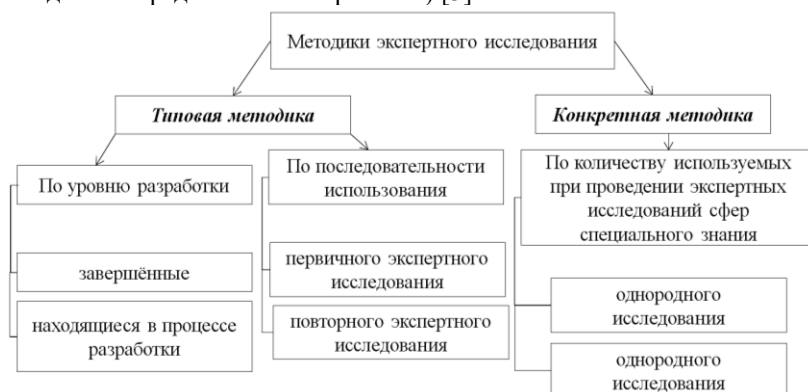 Методики экспертного исследования
Типовая методика
Конкретная методика
По уровню разработки
По последовательности
использования
По количеству используемых
при проведении экспертных
исследований сфер
специального знания
завершённые
первичного экспертного
исследования
находящиеся в процессе
разработки
повторного экспертного
исследования
однородного
исследования
однородного
исследования